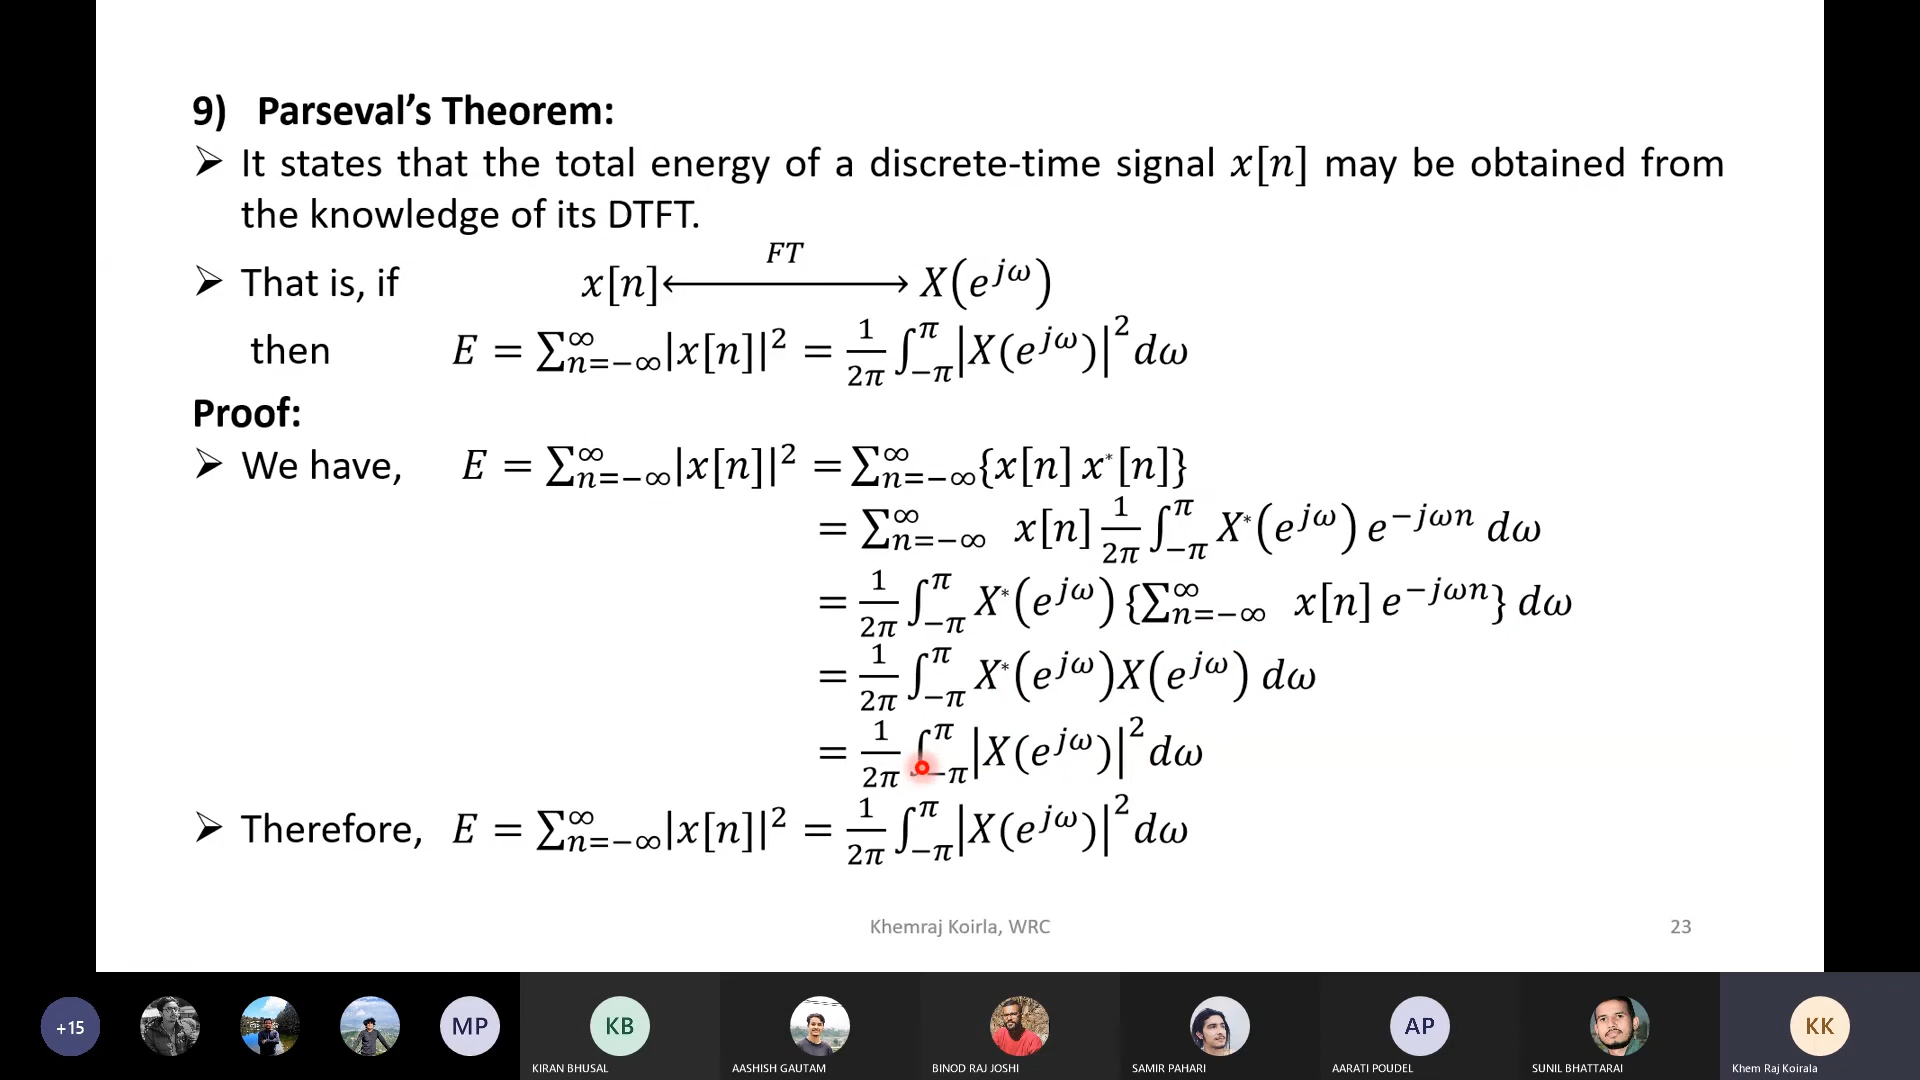 9) Parseval’s Theorem:
➢ It states that the total energy of a discrete-time signal x[n] may be obtained from
the knowledge of its DTFT.
FT
➢ That is, if x[n]⟷X(e^{jω})
then E = ∑_{n=−∞}^{∞}|x[n]|² = 1/2π ∫_{−π}^{π}|X(e^{jω})|² dω
Proof:
➢ We have, E = ∑_{n=−∞}^{∞}|x[n]|² = ∑_{n=−∞}^{∞}{x[n] x*[n]}
= ∑_{n=−∞}^{∞} x[n] 1/2π ∫_{−π}^{π} X*(e^{jω}) e^{−jωn} dω
= 1/2π ∫_{−π}^{π} X*(e^{jω}) {∑_{n=−∞}^{∞} x[n] e^{−jωn}} dω
= 1/2π ∫_{−π}^{π} X*(e^{jω})X(e^{jω}) dω
= 1/2π ∫_{−π}^{π}|X(e^{jω})|² dω
➢ Therefore, E = ∑_{n=−∞}^{∞}|x[n]|² = 1/2π ∫_{−π}^{π}|X(e^{jω})|² dω
Khemraj Koirla, WRC 23
+15 MP KB AP KK
KIRAN BHUSAL AASHISH GAUTAM BINOD RAJ JOSHI SAMIR PAHARI AARATI POUDEL SUNIL BHATTARAI Khem Raj Koirala